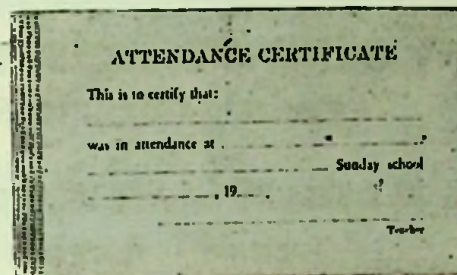 ATTENDANCE CERTIFICATE
This is to certify that:
was in attendance at
Sunday school
, 19
Teacher